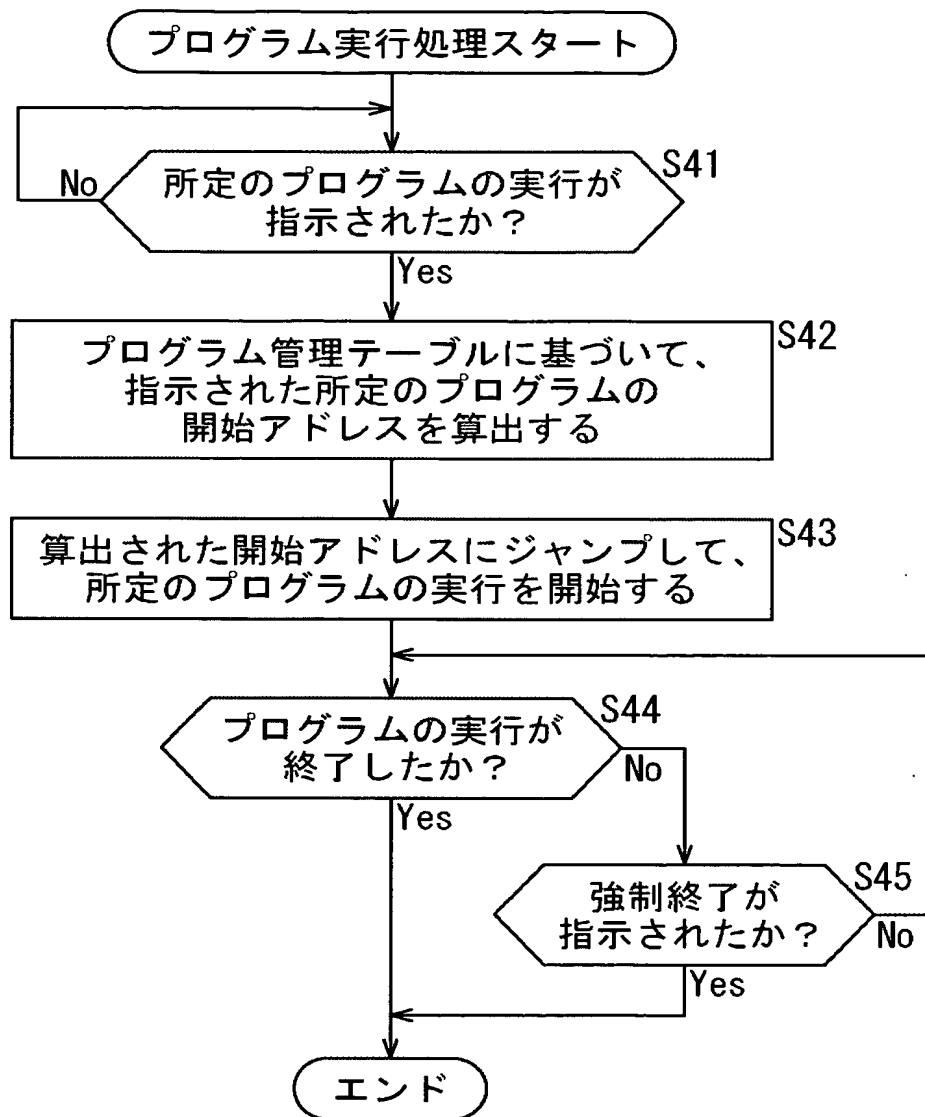 プログラム実行処理スタート
S41
所定のプログラムの実行が
指示されたか?
No
Yes
S42
プログラム管理テーブルに基づいて、
指示された所定のプログラムの
開始アドレスを算出する
S43
算出された開始アドレスにジャンプして、
所定のプログラムの実行を開始する
S44
プログラムの実行が
終了したか?
No
Yes
S45
強制終了が
指示されたか?
No
Yes
エンド